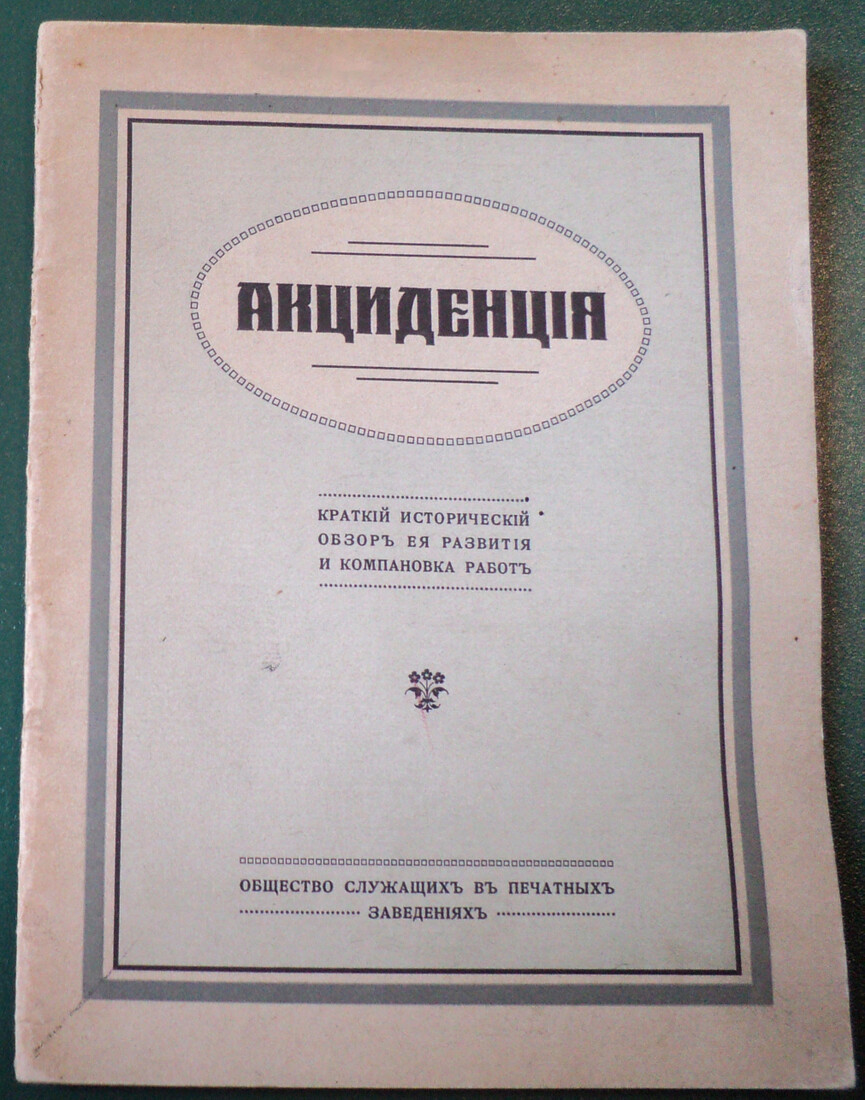 АКЦИДЕНЦІЯ
КРАТКІЙ ИСТОРИЧЕСКІЙ
ОБЗОРЪ ЕЯ РАЗВИТІЯ
И КОМПАНОВКА РАБОТЪ
ОБЩЕСТВО СЛУЖАЩИХЪ ВЪ ПЕЧАТНЫХЪ
ЗАВЕДЕНІЯХЪ